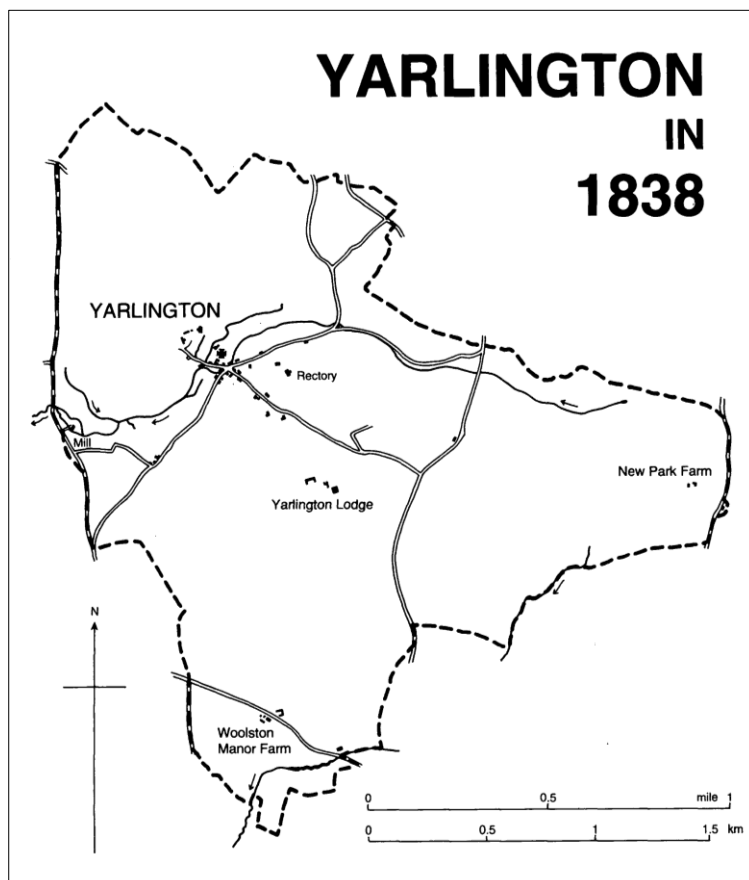 YARLINGTON
IN
1838
YARLINGTON
Rectory
Mill
New Park Farm
Yarlington Lodge
N
Woolston
Manor Farm
0 0.5 mile 1
0 0.5 1 1.5 km